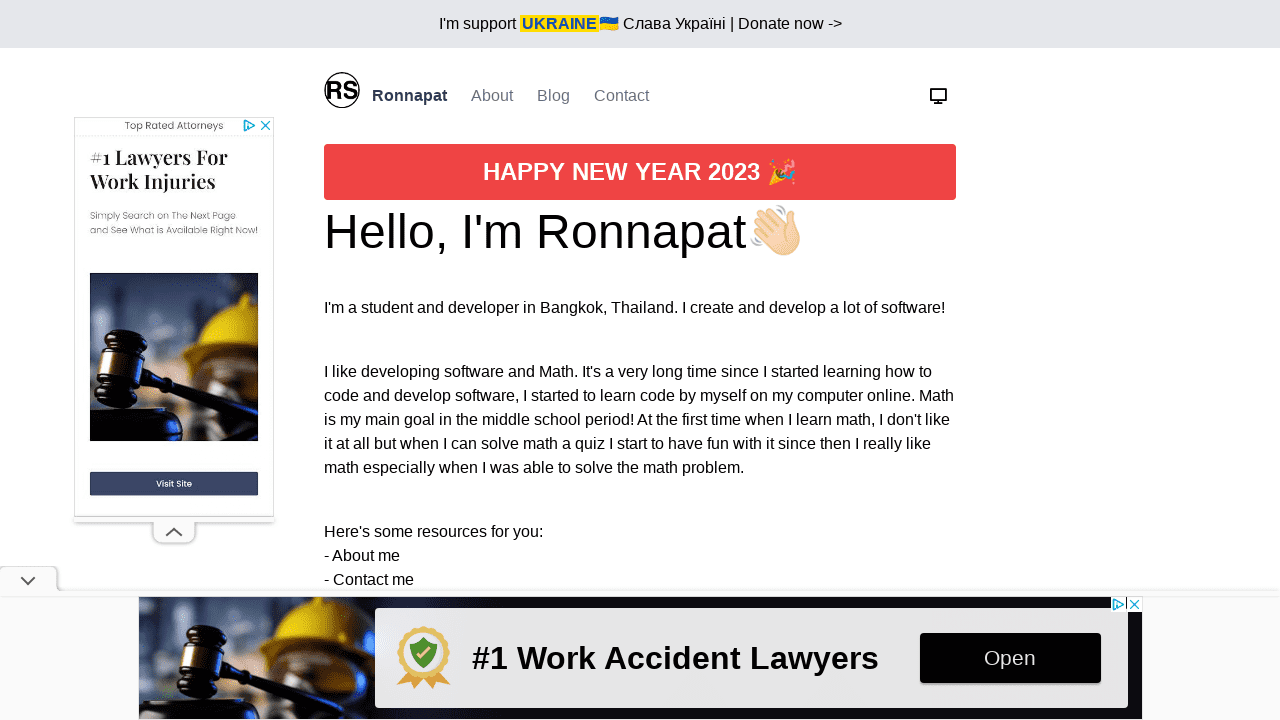 I'm support UKRAINE🇺🇦 Слава Україні | Donate now ->
RS Ronnapat About Blog Contact
Top Rated Attorneys
#1 Lawyers For
Work Injuries
Simply Search on The Next Page
and See What is Available Right Now!
Visit Site
HAPPY NEW YEAR 2023 🎉
Hello, I'm Ronnapat👋🏻
I'm a student and developer in Bangkok, Thailand. I create and develop a lot of software!
I like developing software and Math. It's a very long time since I started learning how to
code and develop software, I started to learn code by myself on my computer online. Math
is my main goal in the middle school period! At the first time when I learn math, I don't like
it at all but when I can solve math a quiz I start to have fun with it since then I really like
math especially when I was able to solve the math problem.
Here's some resources for you:
- About me
- Contact me
#1 Work Accident Lawyers
Open